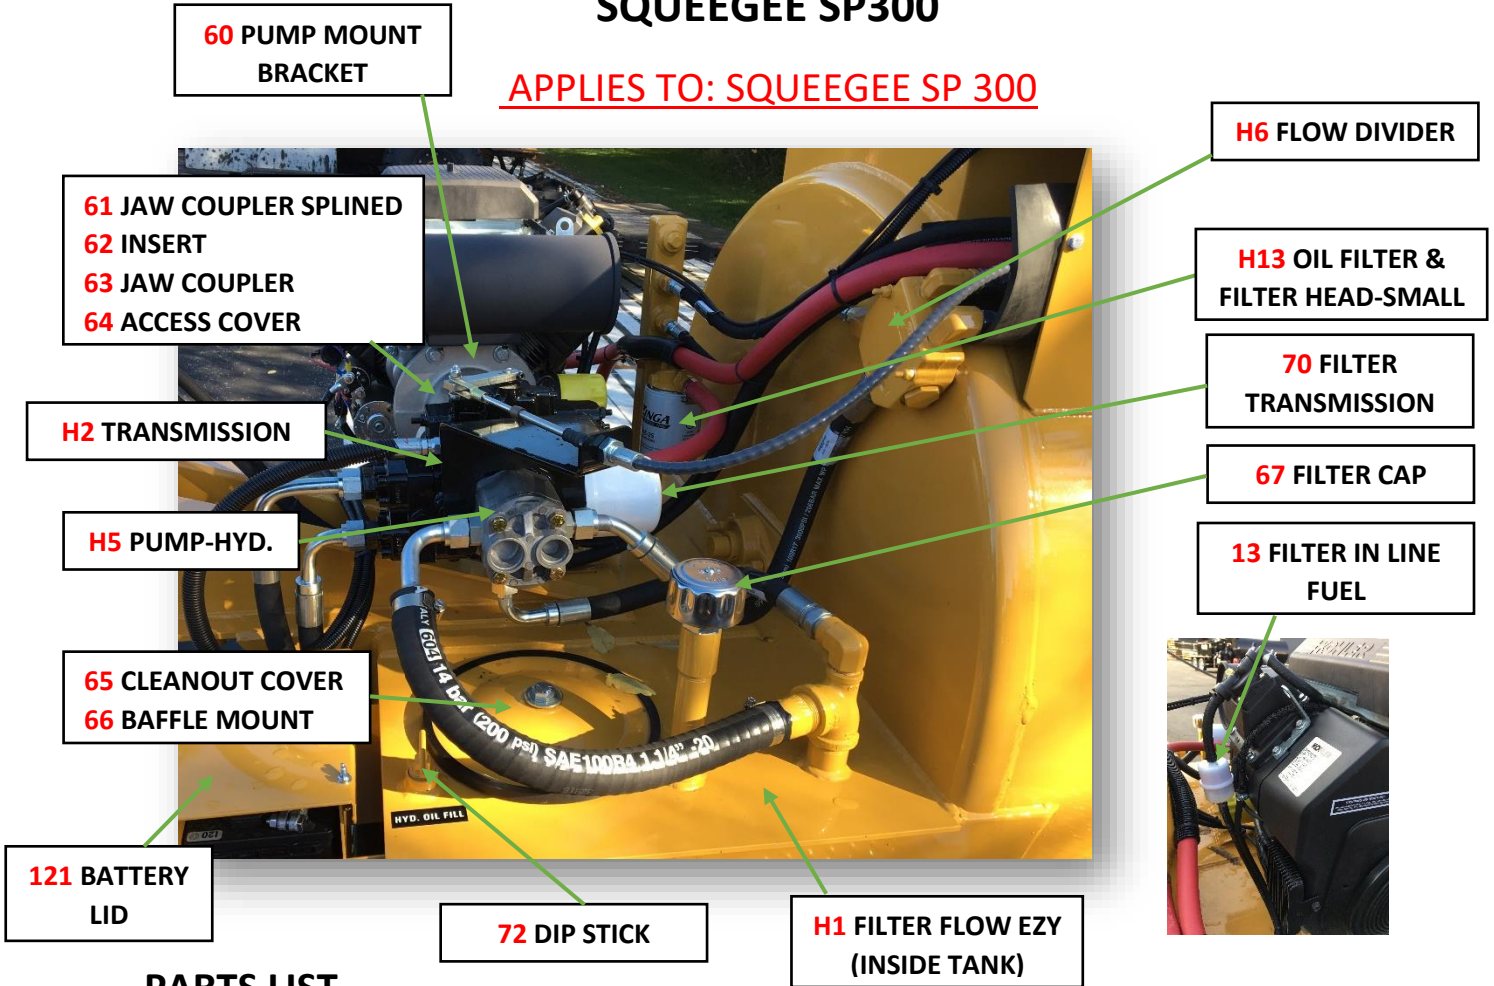 SQUEEGEE SP300
60 PUMP MOUNT
BRACKET
APPLIES TO: SQUEEGEE SP 300
H6 FLOW DIVIDER
61 JAW COUPLER SPLINED
62 INSERT
63 JAW COUPLER
64 ACCESS COVER
H13 OIL FILTER &
FILTER HEAD-SMALL
70 FILTER
TRANSMISSION
H2 TRANSMISSION
67 FILTER CAP
H5 PUMP-HYD.
13 FILTER IN LINE
FUEL
65 CLEANOUT COVER
66 BAFFLE MOUNT
604 14 bar (200 psi) SAE100R4 1.1/4" -20
HYD. OIL FILL
121 BATTERY
LID
72 DIP STICK
H1 FILTER FLOW EZY
(INSIDE TANK)
PARTS LIST